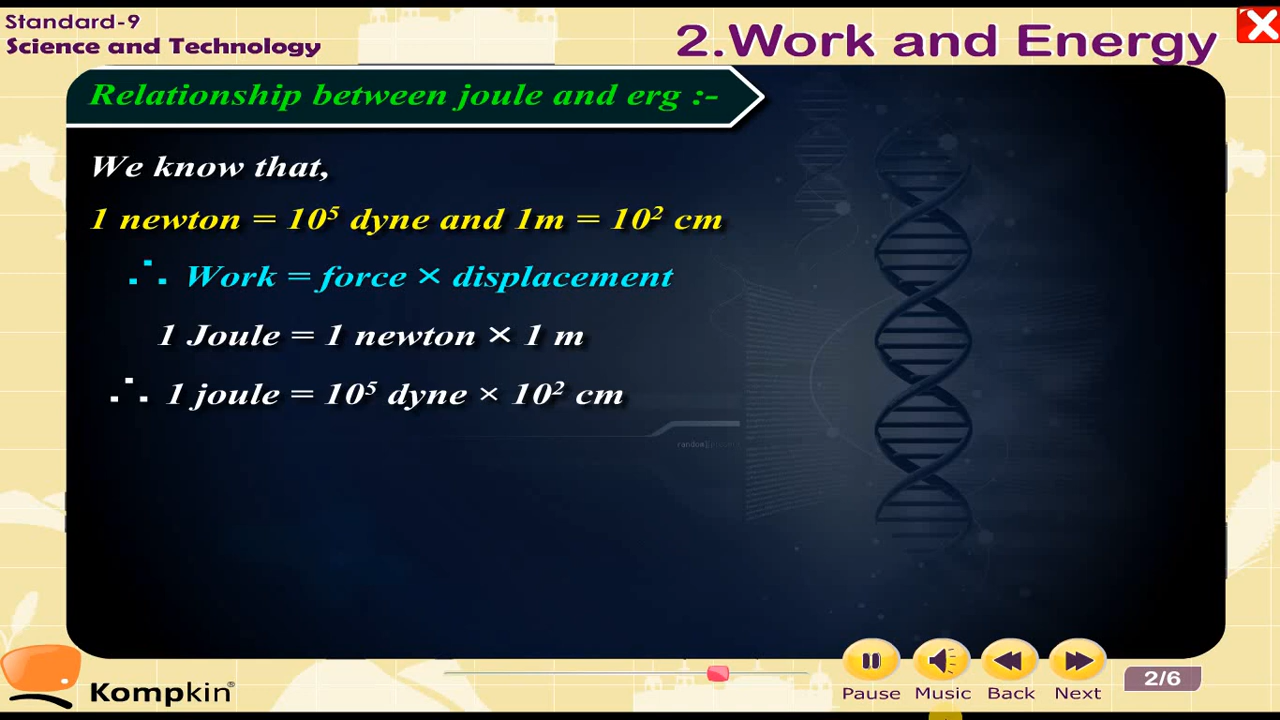 Standard-9
Science and Technology
2.Work and Energy
Relationship between joule and erg :-
We know that,
1 newton = 10⁵ dyne and 1m = 10² cm
∴ Work = force × displacement
1 Joule = 1 newton × 1 m
∴ 1 joule = 10⁵ dyne × 10² cm
Kompkin®
Pause Music Back Next
2/6